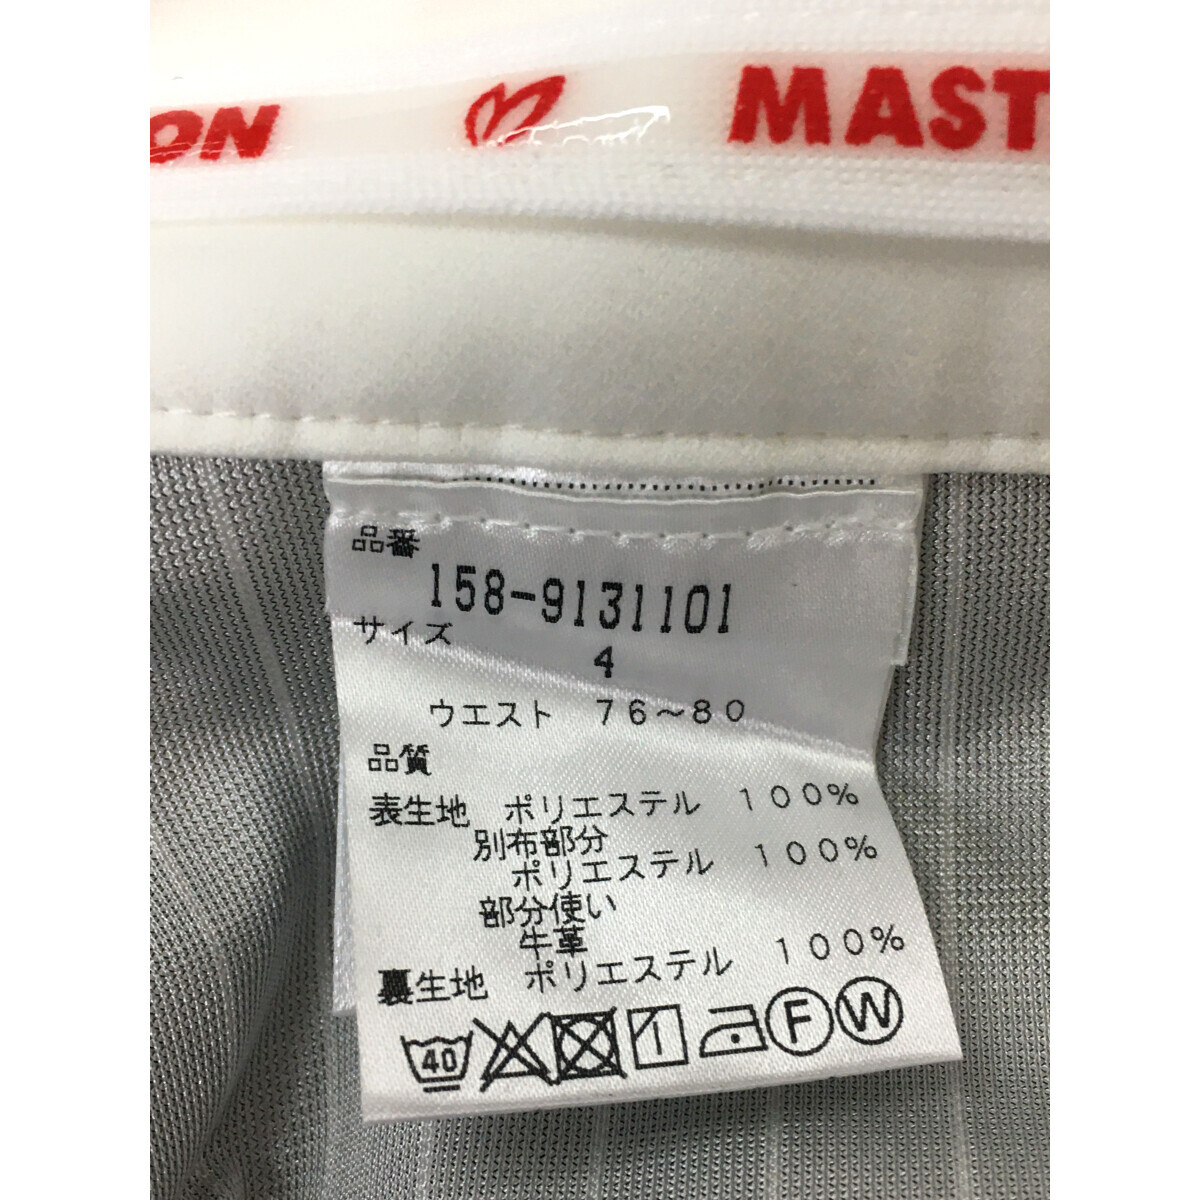 ON MAST
品番
158-9131101
サイズ
4
ウエスト 76～80
品質
表生地 ポリエステル 100%
別布部分
ポリエステル 100%
部分使い
牛革
裏生地 ポリエステル 100%
40 F W